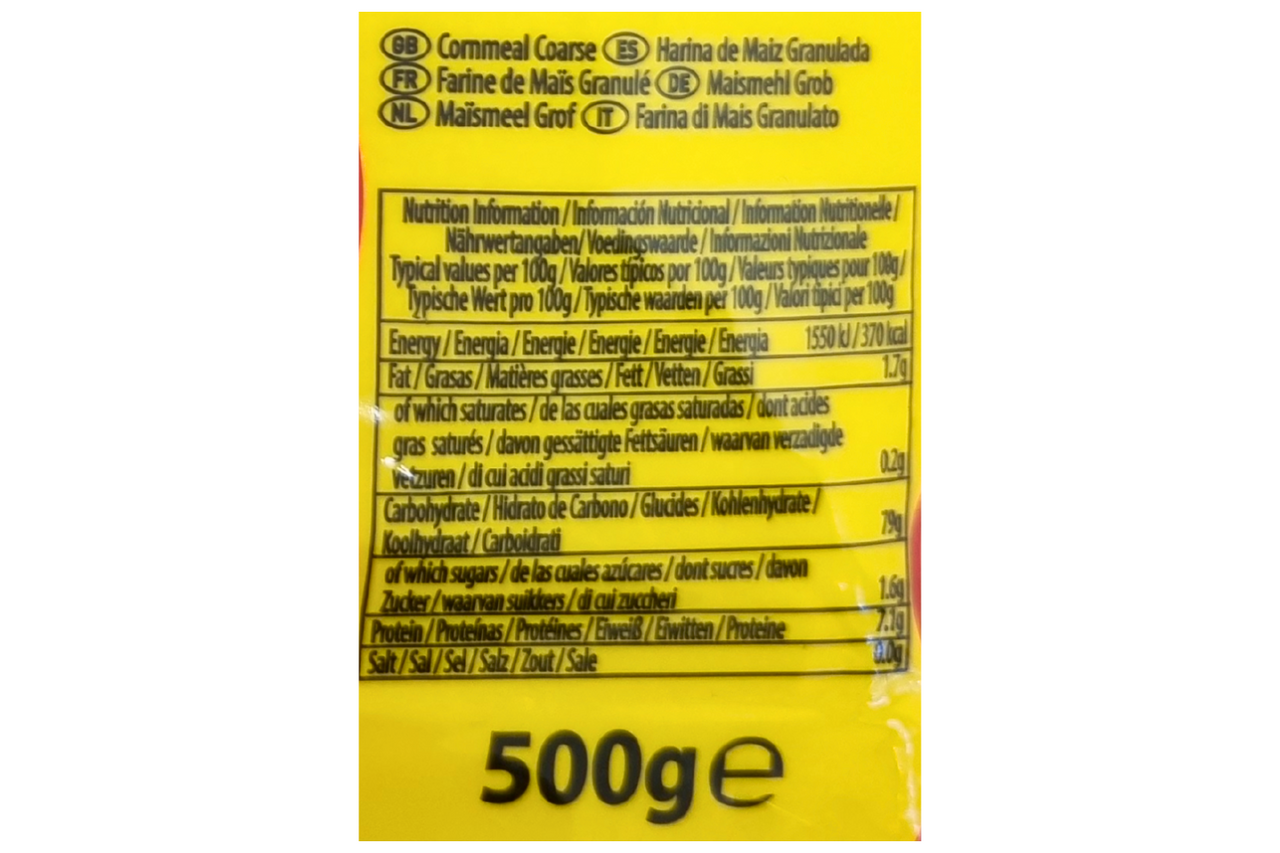 GB Cornmeal Coarse ES Harina de Maiz Granulada
FR Farine de Maïs Granulé DE Maismehl Grob
NL Maïsmeel Grof IT Farina di Mais Granulato
Nutrition Information / Información Nutricional / Information Nutritionelle /
Nährwertangaben/ Voedingswaarde / Informazioni Nutrizionale
Typical values per 100g / Valores típicos por 100g / Valeurs typiques pour 100g /
Typische Wert pro 100g / Typische waarden per 100g / Valori tipici per 100g
Energy / Energia / Energie / Energie / Energie / Energia 1550 kJ / 370 kcal
Fat / Grasas / Matières grasses / Fett / Vetten / Grassi 1.7g
of which saturates / de las cuales grasas saturadas / dont acides
gras saturés / davon gessättigte Fettsäuren / waarvan verzadigde
vetzuren / di cui acidi grassi saturi 0.2g
Carbohydrate / Hidrato de Carbono / Glucides / Kohlenhydrate /
Koolhydraat / Carboidrati 79g
of which sugars / de las cuales azúcares / dont sucres / davon
Zucker / waarvan suikkers / di cui zuccheri 1.6g
Protein / Proteínas / Protéines / Eiweiß / Eiwitten / Proteine 7.1g
Salt / Sal / Sel / Salz / Zout / Sale 0.0g
500g e